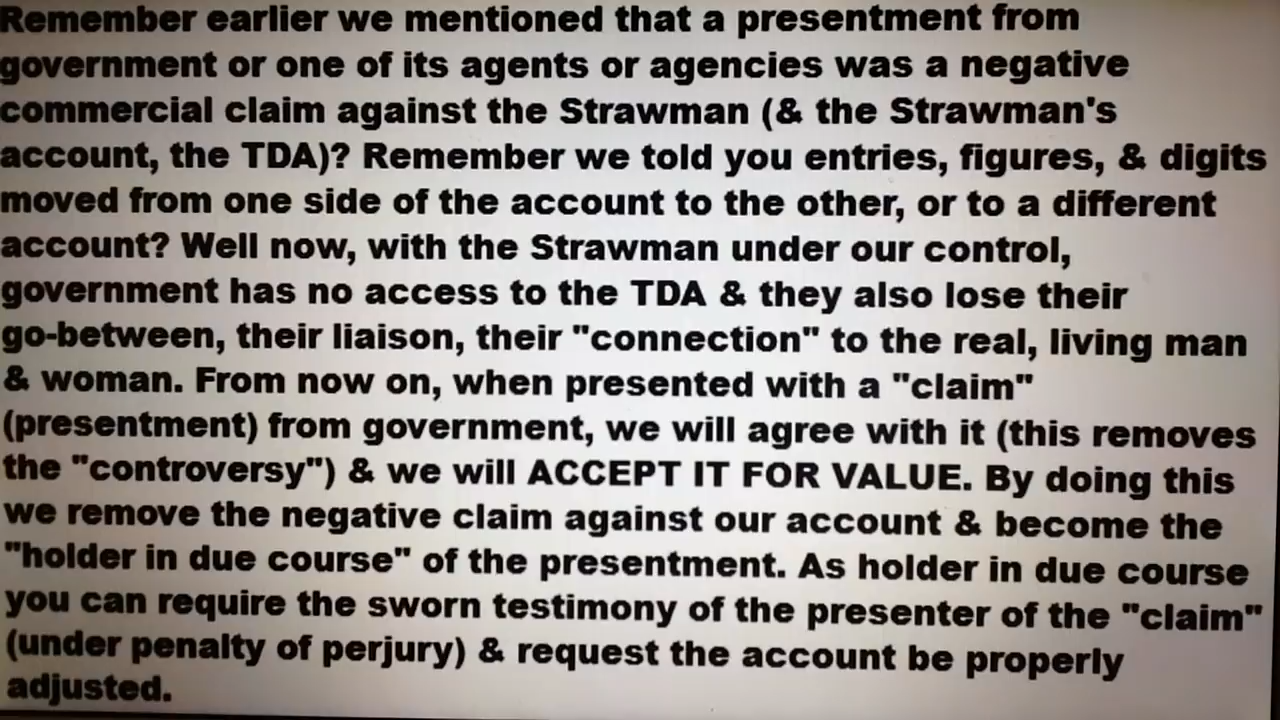 Remember earlier we mentioned that a presentment from
government or one of its agents or agencies was a negative
commercial claim against the Strawman (& the Strawman's
account, the TDA)? Remember we told you entries, figures, & digits
moved from one side of the account to the other, or to a different
account? Well now, with the Strawman under our control,
government has no access to the TDA & they also lose their
go-between, their liaison, their "connection" to the real, living man
& woman. From now on, when presented with a "claim"
(presentment) from government, we will agree with it (this removes
the "controversy") & we will ACCEPT IT FOR VALUE. By doing this
we remove the negative claim against our account & become the
"holder in due course" of the presentment. As holder in due course
you can require the sworn testimony of the presenter of the "claim"
(under penalty of perjury) & request the account be properly
adjusted.